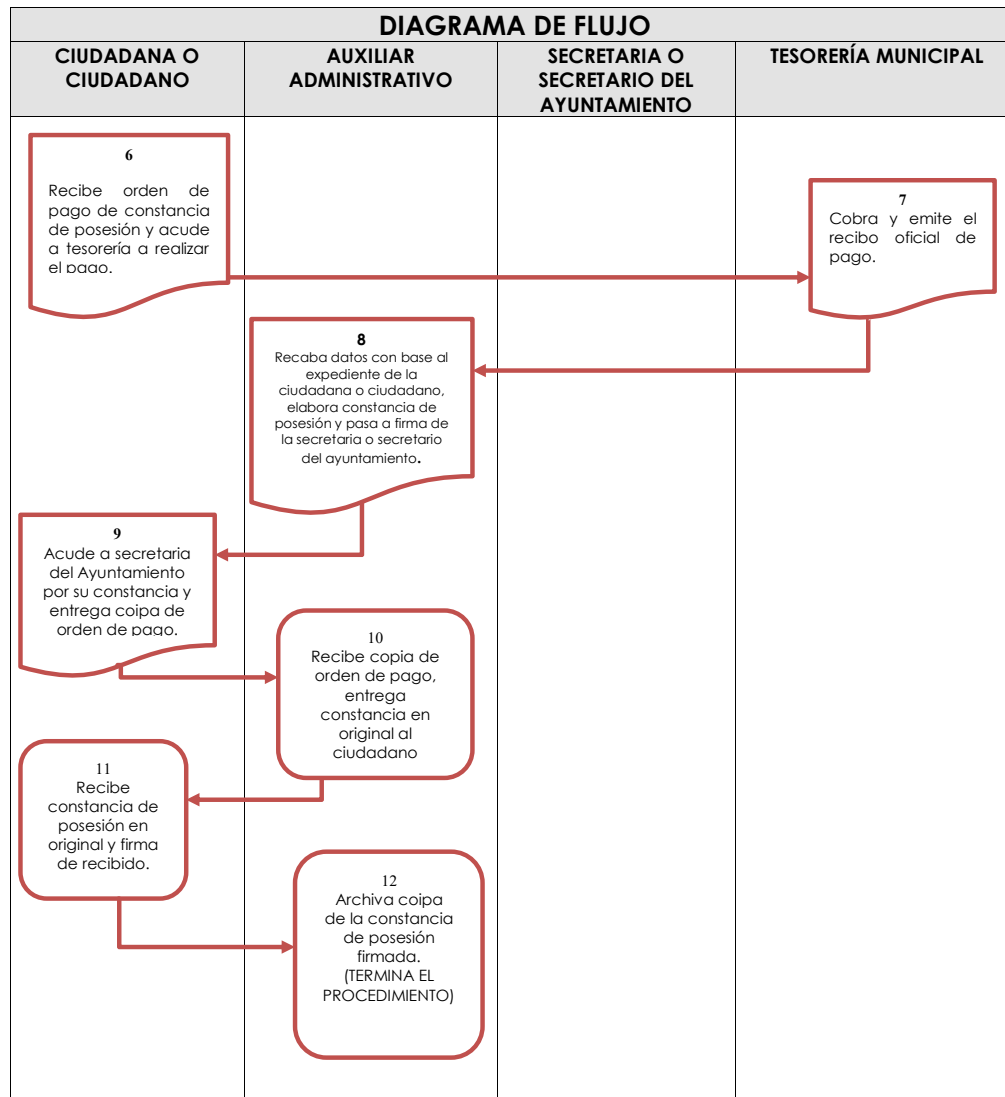 DIAGRAMA DE FLUJO
CIUDADANA O
CIUDADANO
AUXILIAR
ADMINISTRATIVO
SECRETARIA O
SECRETARIO DEL
AYUNTAMIENTO
TESORERÍA MUNICIPAL
6
Recibe orden de
pago de constancia
de posesión y acude
a tesorería a realizar
el pago.
7
Cobra y emite el
recibo oficial de
pago.
8
Recaba datos con base al
expediente de la
ciudadana o ciudadano,
elabora constancia de
posesión y pasa a firma de
la secretaria o secretario
del ayuntamiento.
9
Acude a secretaria
del Ayuntamiento
por su constancia y
entrega coipa de
orden de pago.
10
Recibe copia de
orden de pago,
entrega
constancia en
original al
ciudadano
11
Recibe
constancia de
posesión en
original y firma
de recibido.
12
Archiva coipa
de la constancia
de posesión
firmada.
(TERMINA EL
PROCEDIMIENTO)